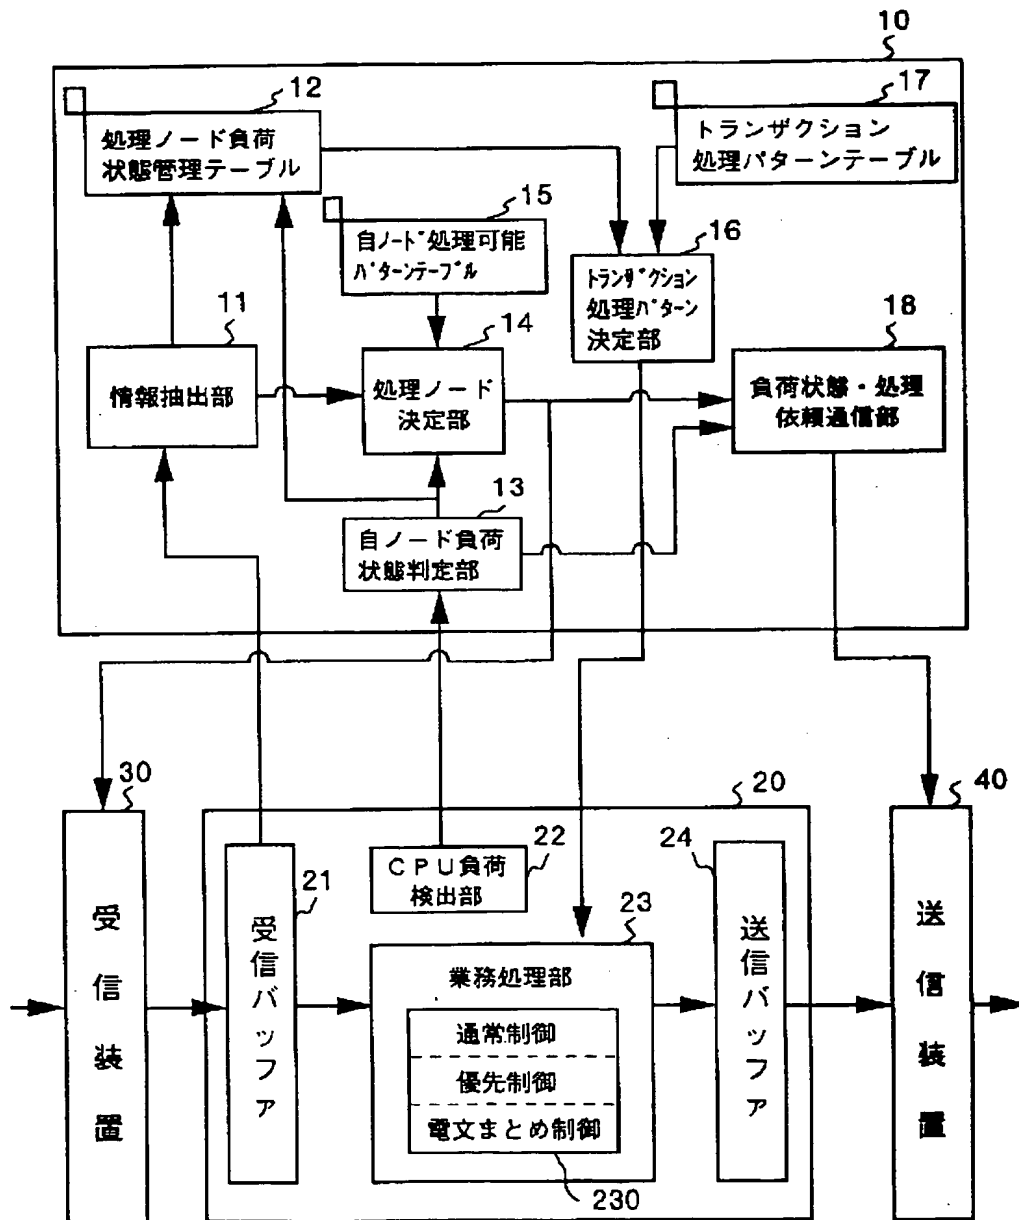 10
12
処理ノード負荷
状態管理テーブル
17
トランザクション
処理パターンテーブル
15
自ノード処理可能
パターンテーブル
16
トランザクション
処理パターン
決定部
11
情報抽出部
14
処理ノード
決定部
18
負荷状態・処理
依頼通信部
13
自ノード負荷
状態判定部
30
受信装置
20
21
受信バッファ
22
CPU負荷
検出部
23
業務処理部
通常制御
優先制御
電文まとめ制御
230
24
送信バッファ
40
送信装置